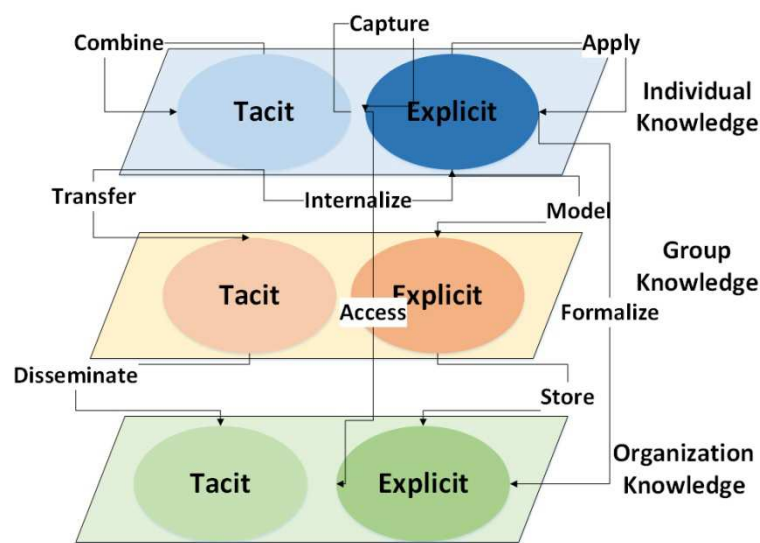 Capture
Combine
Apply
Tacit
Explicit
Individual
Knowledge
Transfer
Internalize
Model
Group
Knowledge
Tacit
Explicit
Access
Formalize
Disseminate
Store
Organization
Knowledge
Tacit
Explicit